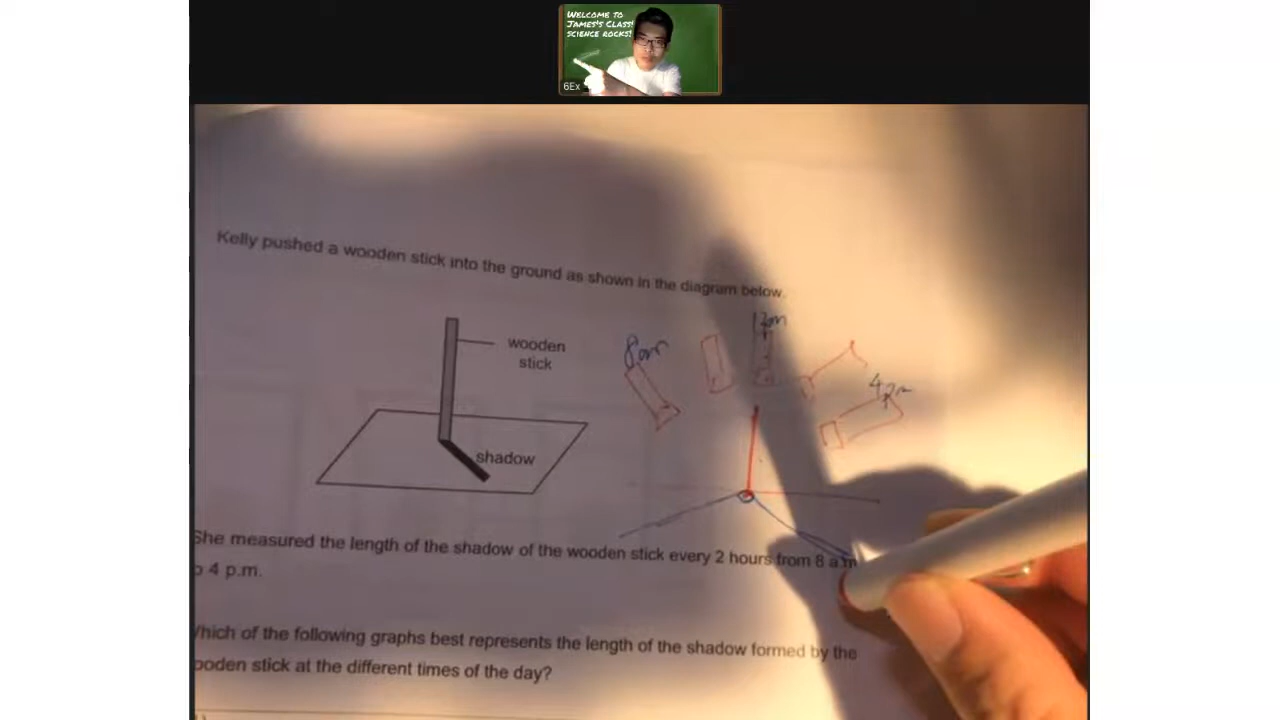 WELCOME TO
JAMES'S CLASS!
SCIENCE ROCKS!
6Ex
Kelly pushed a wooden stick into the ground as shown in the diagram below.
wooden
stick
shadow
8am
12pm
4pm
She measured the length of the shadow of the wooden stick every 2 hours from 8 a.m
o 4 p.m.
Which of the following graphs best represents the length of the shadow formed by the
ooden stick at the different times of the day?